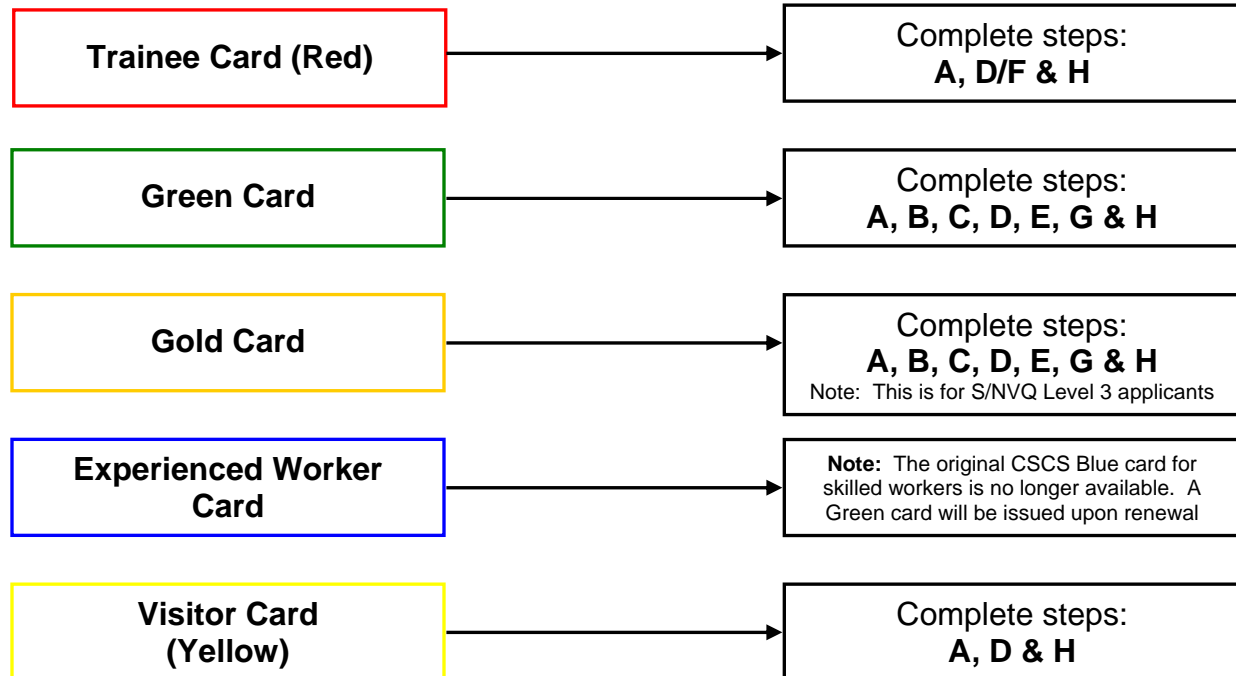 Trainee Card (Red)
Complete steps:
A, D/F & H
Green Card
Complete steps:
A, B, C, D, E, G & H
Gold Card
Complete steps:
A, B, C, D, E, G & H
Note: This is for S/NVQ Level 3 applicants
Experienced Worker
Card
Note: The original CSCS Blue card for
skilled workers is no longer available. A
Green card will be issued upon renewal
Visitor Card
(Yellow)
Complete steps:
A, D & H